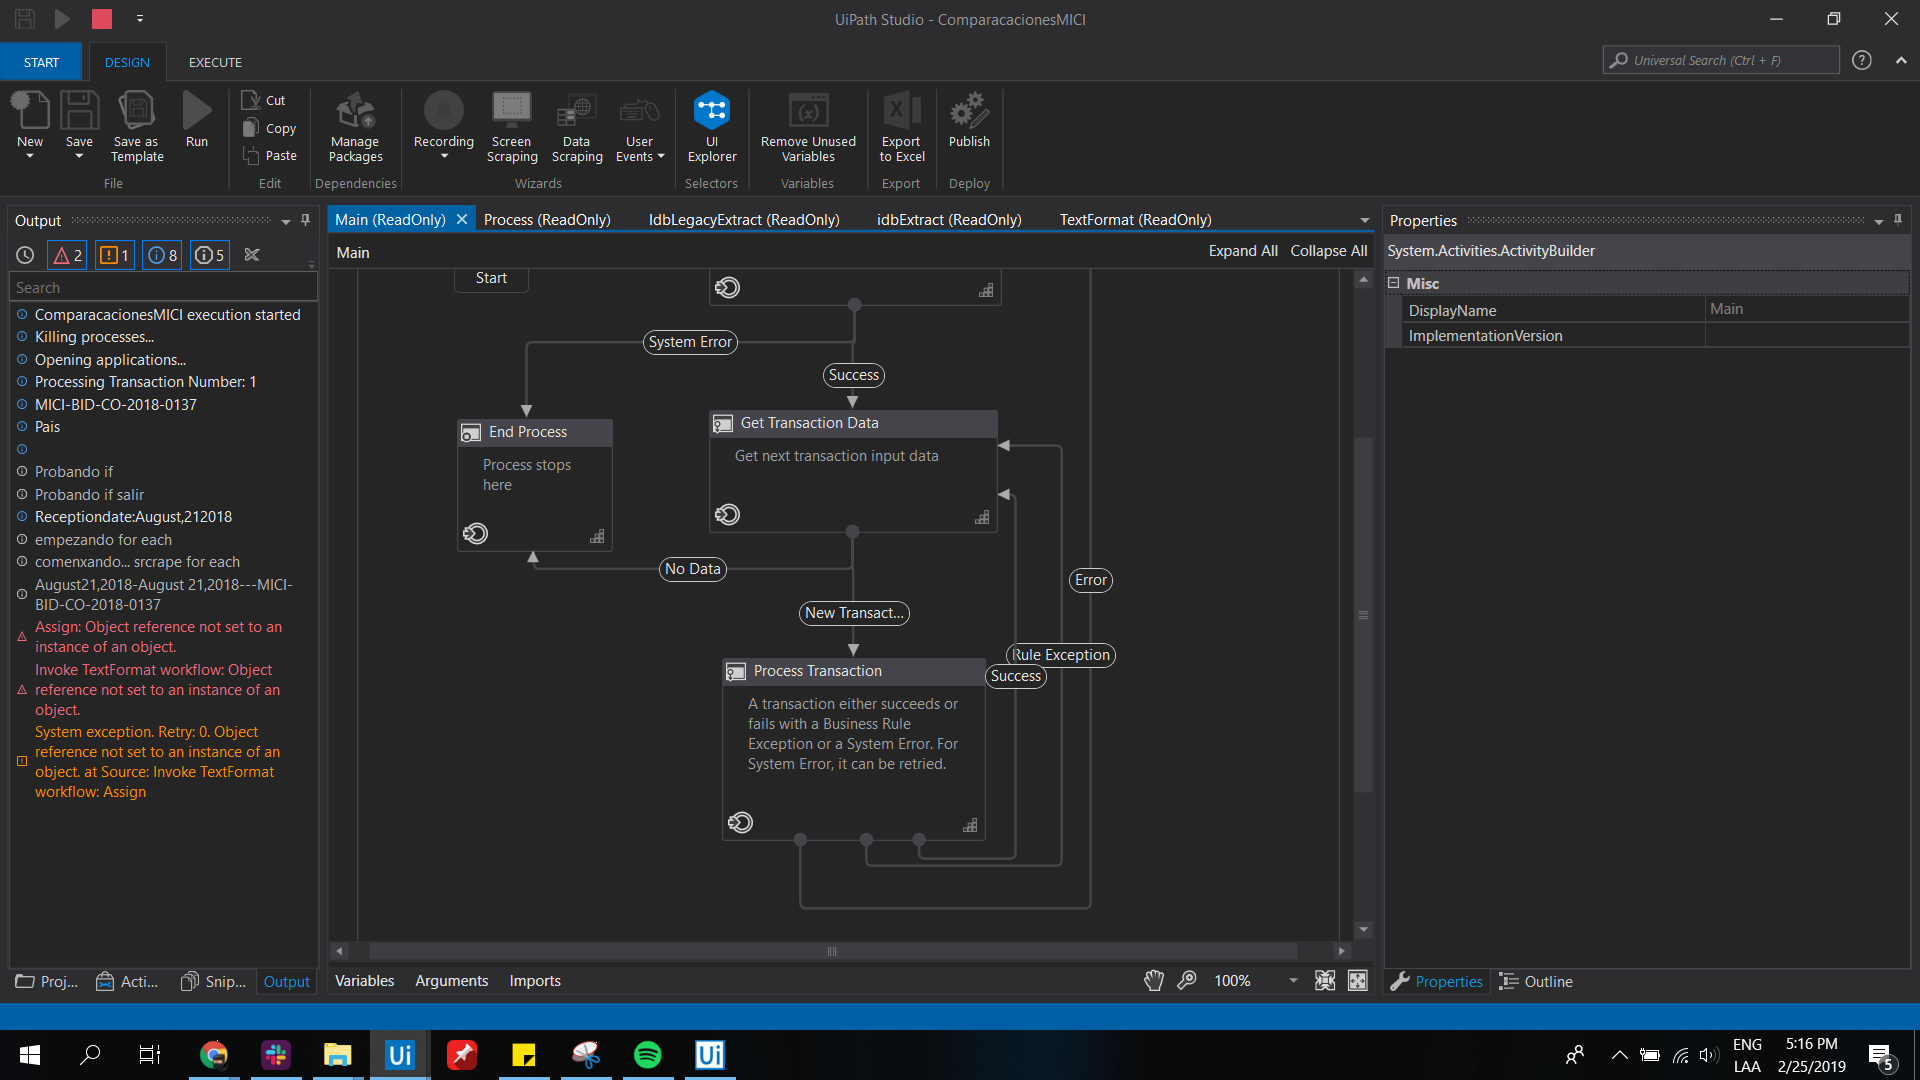 UiPath Studio - ComparacacionesMICI
START
DESIGN
EXECUTE
Universal Search (Ctrl + F)
New
Save
Save as
Template
Run
File
Cut
Copy
Paste
Edit
Manage
Packages
Dependencies
Recording
Screen
Scraping
Data
Scraping
User
Events
Wizards
UI
Explorer
Selectors
Remove Unused
Variables
Variables
Export
to Excel
Export
Publish
Deploy
Output
2
1
8
5
Search
ComparacacionesMICI execution started
Killing processes...
Opening applications...
Processing Transaction Number: 1
MICI-BID-CO-2018-0137
Pais
Probando if
Probando if salir
Receptiondate:August,212018
empezando for each
comenxando... srcrape for each
August21,2018-August 21,2018---MICI-
BID-CO-2018-0137
Assign: Object reference not set to an
instance of an object.
Invoke TextFormat workflow: Object
reference not set to an instance of an
object.
System exception. Retry: 0. Object
reference not set to an instance of an
object. at Source: Invoke TextFormat
workflow: Assign
Proj...
Acti...
Snip...
Output
Main (ReadOnly)
Process (ReadOnly)
IdbLegacyExtract (ReadOnly)
idbExtract (ReadOnly)
TextFormat (ReadOnly)
Main
Expand All
Collapse All
Start
System Error
Success
End Process
Process stops
here
Get Transaction Data
Get next transaction input data
No Data
New Transact...
Error
Rule Exception
Success
Process Transaction
A transaction either succeeds or
fails with a Business Rule
Exception or a System Error. For
System Error, it can be retried.
Variables
Arguments
Imports
100%
Properties
System.Activities.ActivityBuilder
Misc
DisplayName
Main
ImplementationVersion
Properties
Outline
Ui
Ui
ENG
LAA
5:16 PM
2/25/2019
5